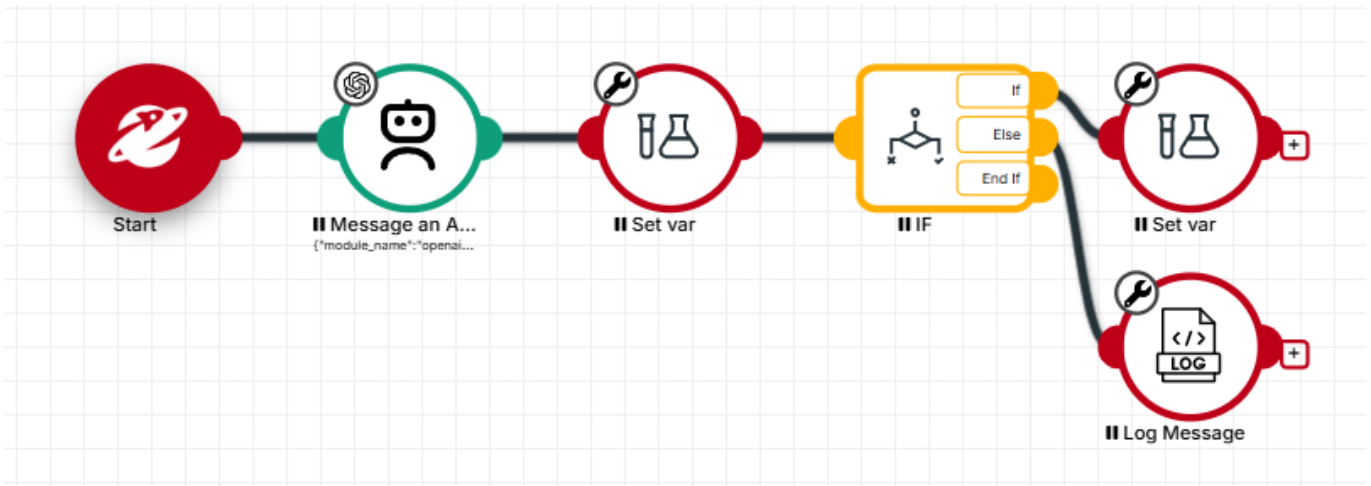 If
Else
End If
Start
Message an A...
{"module_name":"openai...
Set var
IF
Set var
</>
LOG
Log Message